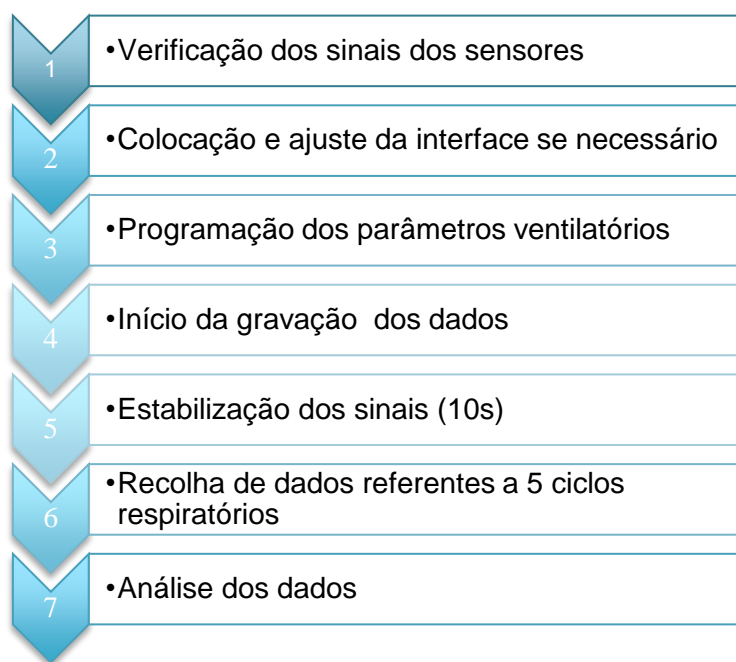 1
•Verificação dos sinais dos sensores
2
•Colocação e ajuste da interface se necessário
3
•Programação dos parâmetros ventilatórios
4
•Início da gravação dos dados
5
•Estabilização dos sinais (10s)
6
•Recolha de dados referentes a 5 ciclos
respiratórios
7
•Análise dos dados